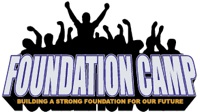 FOUNDATION CAMP
BUILDING A STRONG FOUNDATION FOR OUR FUTURE